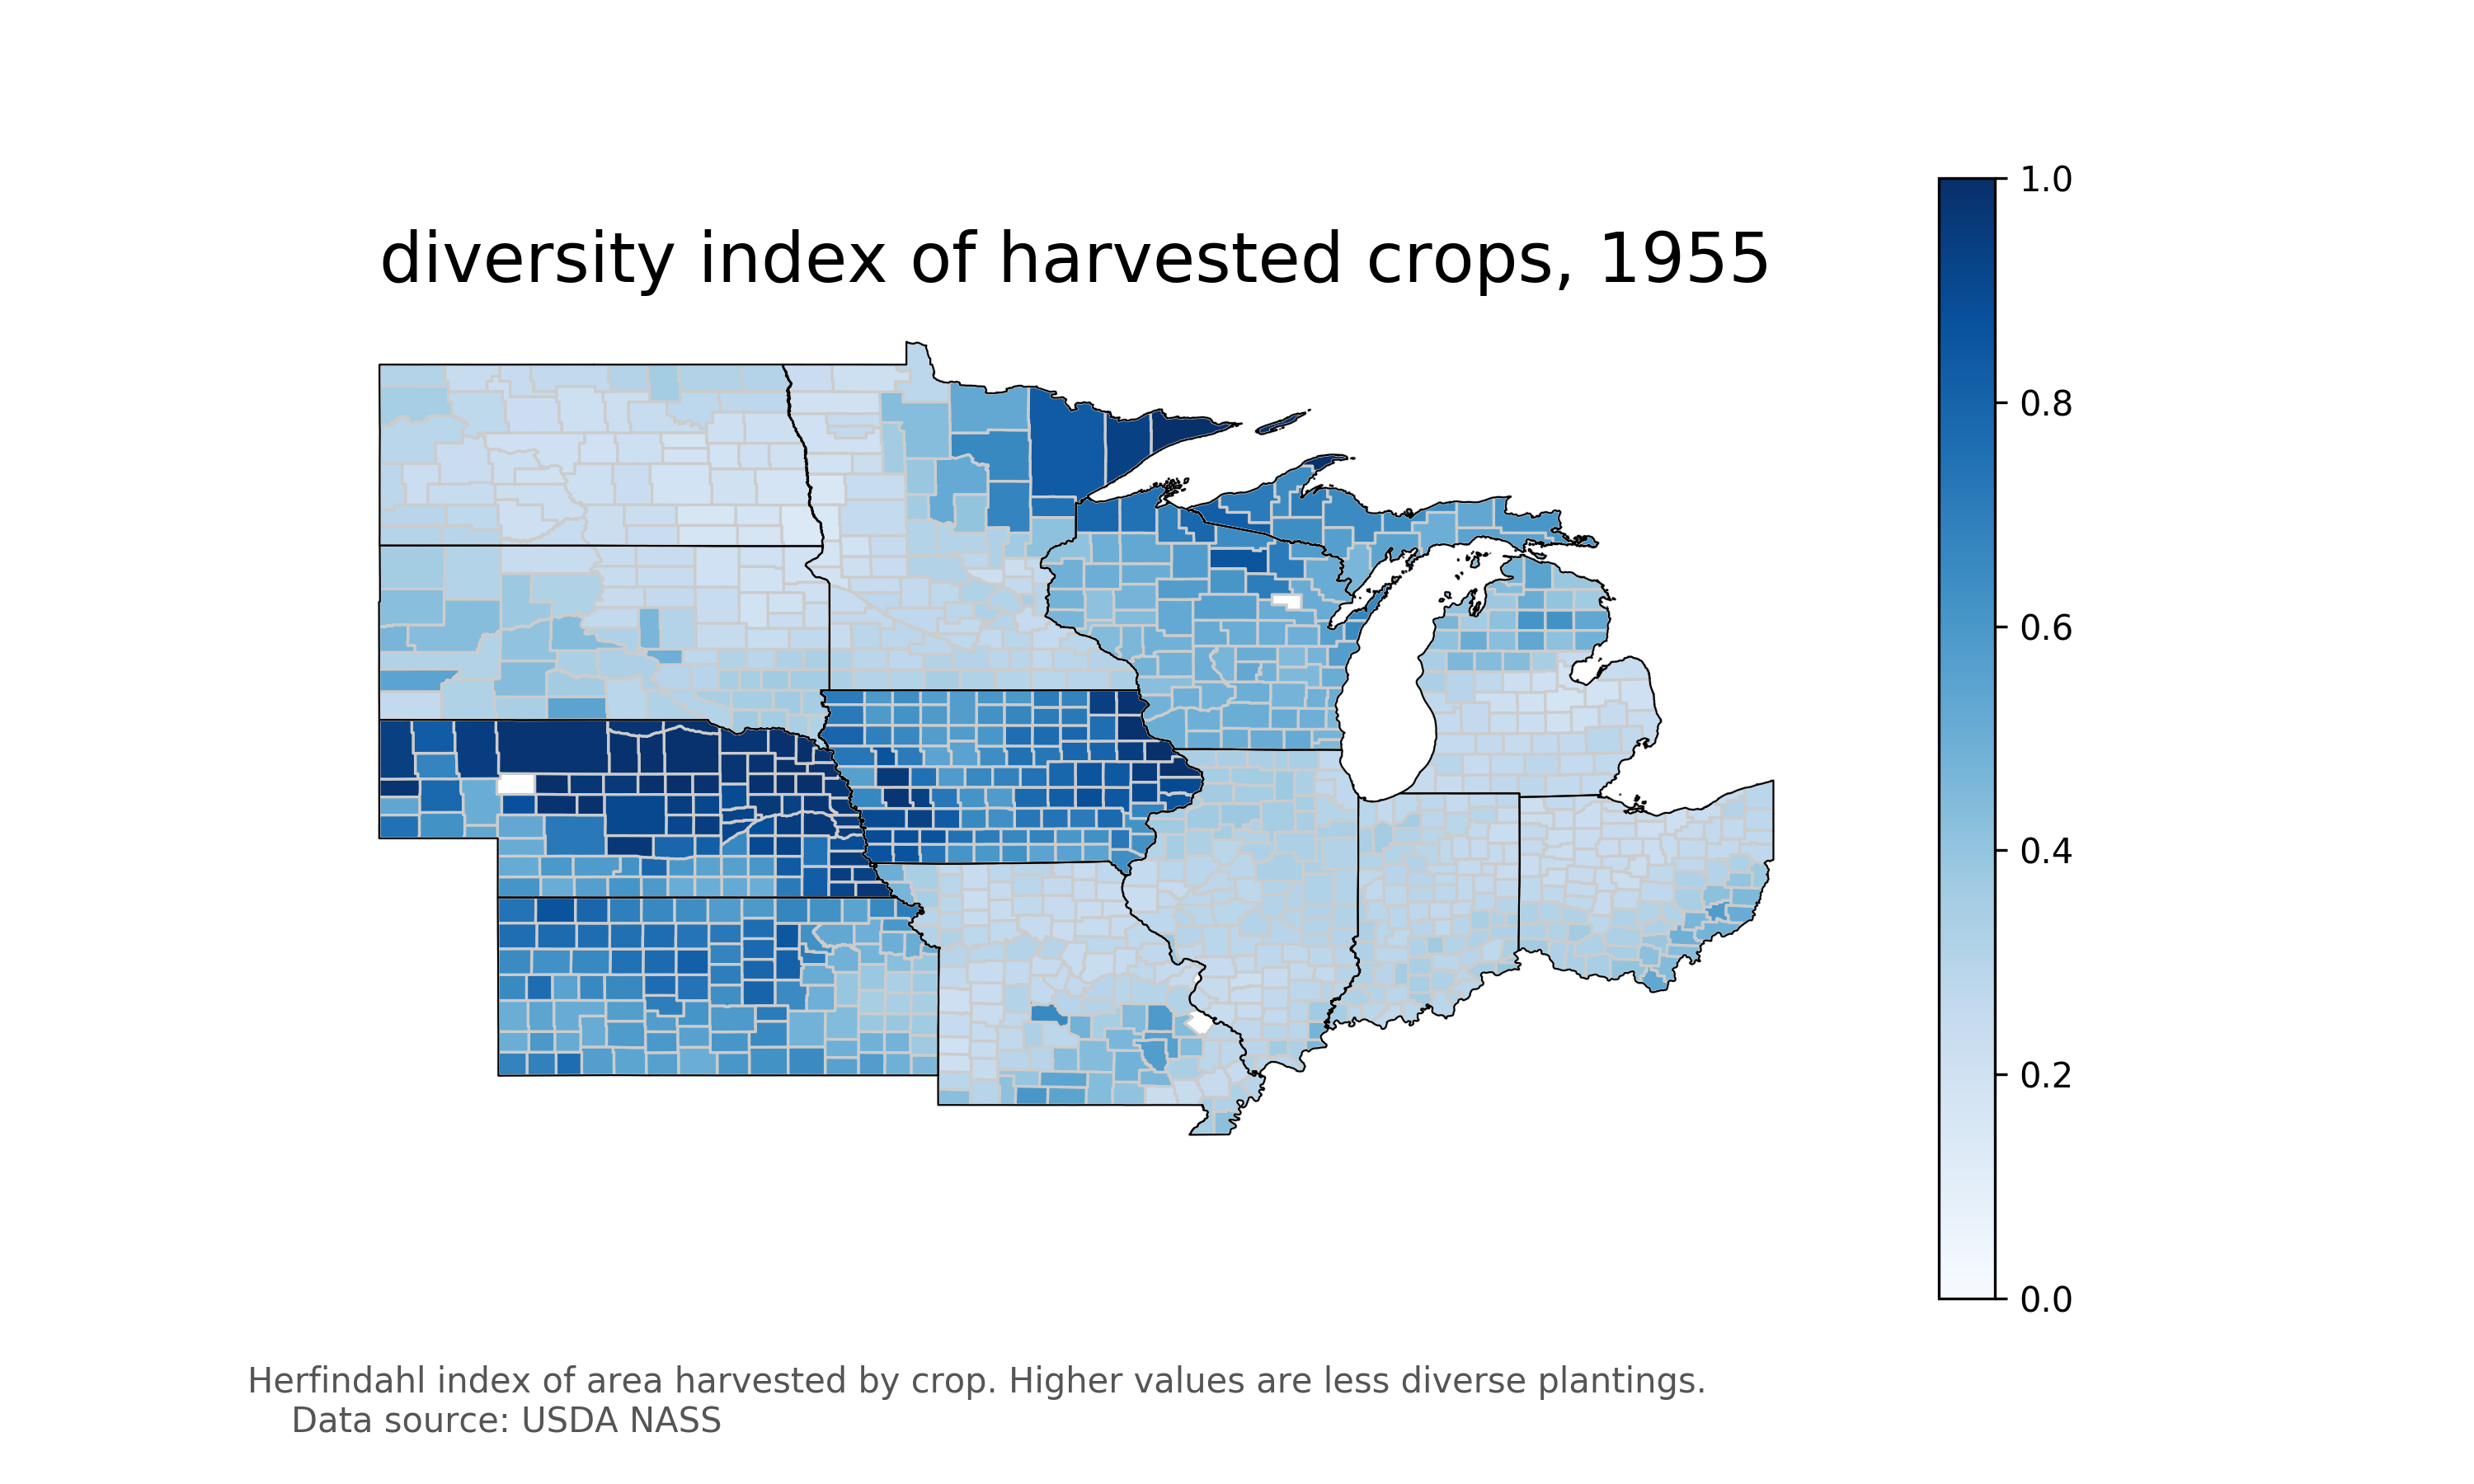 diversity index of harvested crops, 1955
1.0
0.8
0.6
0.4
0.2
0.0
Herfindahl index of area harvested by crop. Higher values are less diverse plantings.
Data source: USDA NASS